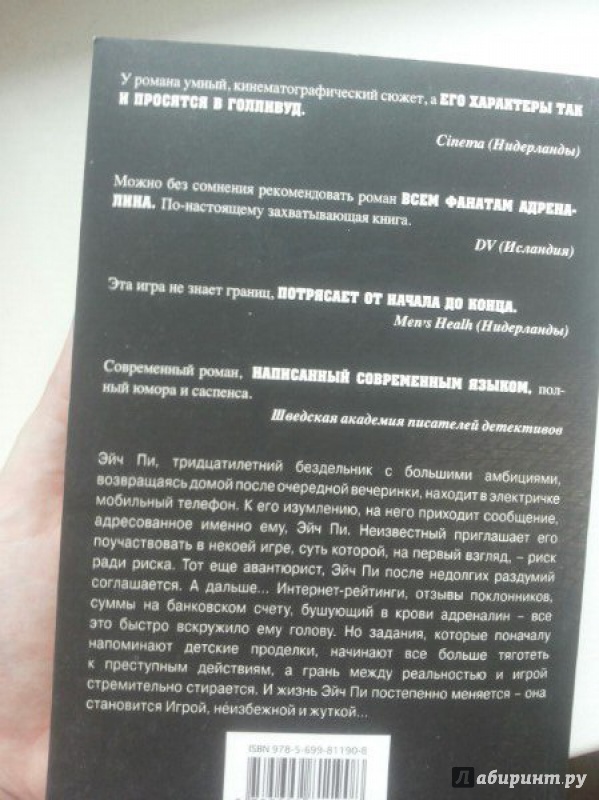 У романа умный, кинематографический сюжет, а ЕГО ХАРАКТЕРЫ ТАК
И ПРОСЯТСЯ В ГОЛЛИВУД.
Cinema (Нидерланды)
Можно без сомнения рекомендовать роман ВСЕМ ФАНАТАМ АДРЕНА-
ЛИНА. По-настоящему захватывающая книга.
DV (Исландия)
Эта игра не знает границ, ПОТРЯСАЕТ ОТ НАЧАЛА ДО КОНЦА.
Men's Healh (Нидерланды)
Современный роман, НАПИСАННЫЙ СОВРЕМЕННЫМ ЯЗЫКОМ, пол-
ный юмора и саспенса.
Шведская академия писателей детективов
Эйч Пи, тридцатилетний бездельник с большими амбициями,
возвращаясь домой после очередной вечеринки, находит в электричке
мобильный телефон. К его изумлению, на него приходит сообщение,
адресованное именно ему, Эйч Пи. Неизвестный приглашает его
поучаствовать в некоей игре, суть которой, на первый взгляд, – риск
ради риска. Тот еще авантюрист, Эйч Пи после недолгих раздумий
соглашается. А дальше... Интернет-рейтинги, отзывы поклонников,
суммы на банковском счету, бушующий в крови адреналин – все
это быстро вскружило ему голову. Но задания, которые поначалу
напоминают детские проделки, начинают все больше тяготеть
к преступным действиям, а грань между реальностью и игрой
стремительно стирается. И жизнь Эйч Пи постепенно меняется – она
становится Игрой, неизбежной и жуткой...
ISBN 978-5-699-81190-8
Лабиринт.ру